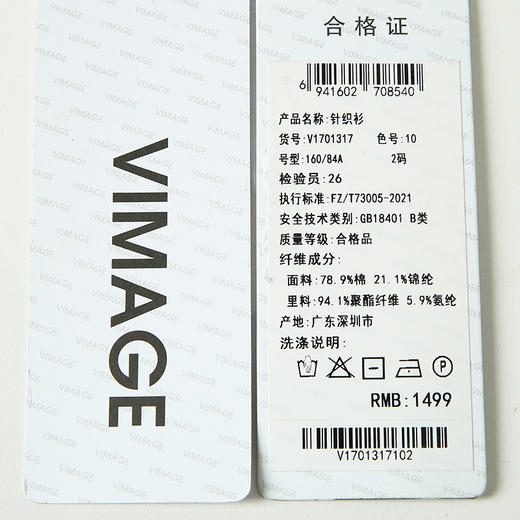 VIMAGE
合格证
6 941602 708540
产品名称:针织衫
货号:V1701317 色号:10
号型:160/84A 2码
检验员:26
执行标准:FZ/T73005-2021
安全技术类别:GB18401 B类
质量等级:合格品
纤维成分:
面料:78.9%棉 21.1%锦纶
里料:94.1%聚酯纤维 5.9%氨纶
产地:广东深圳市
洗涤说明:
P
RMB:1499
V1701317102